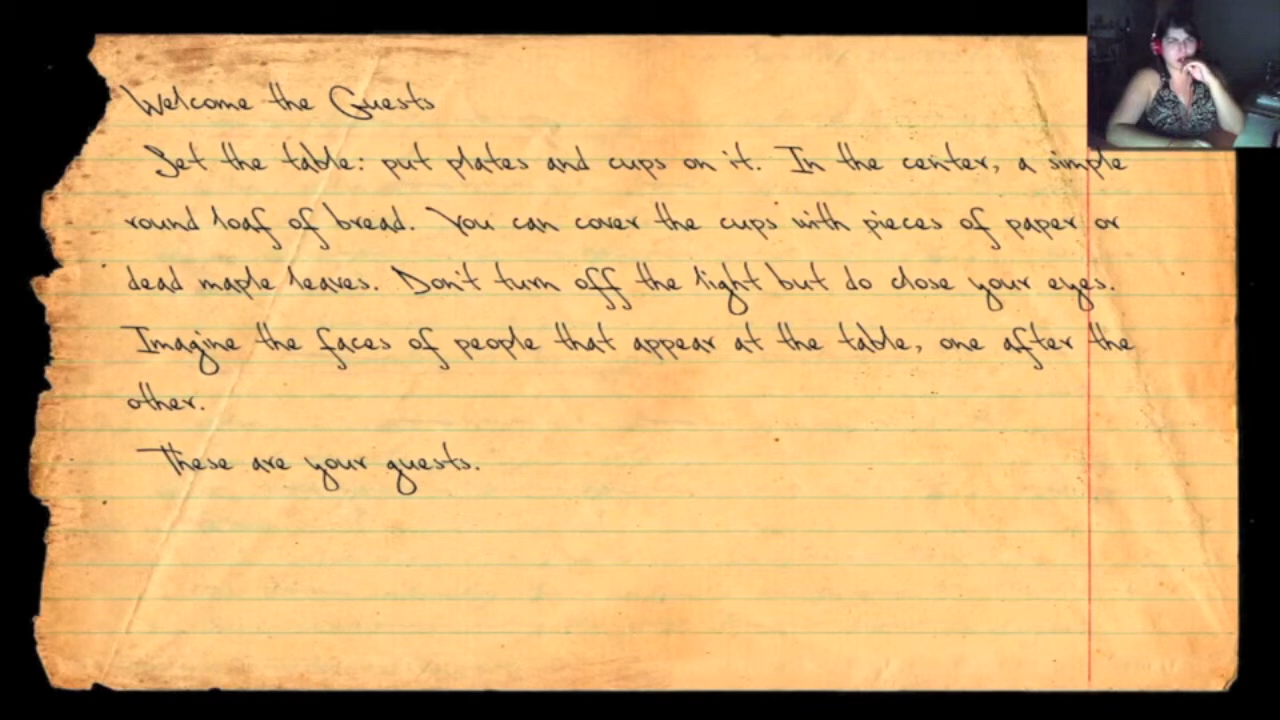 Welcome the Guests
Set the table: put plates and cups on it. In the center, a simple
round loaf of bread. You can cover the cups with pieces of paper or
dead maple leaves. Don't turn off the light but do close your eyes.
Imagine the faces of people that appear at the table, one after the
other.
These are your guests.